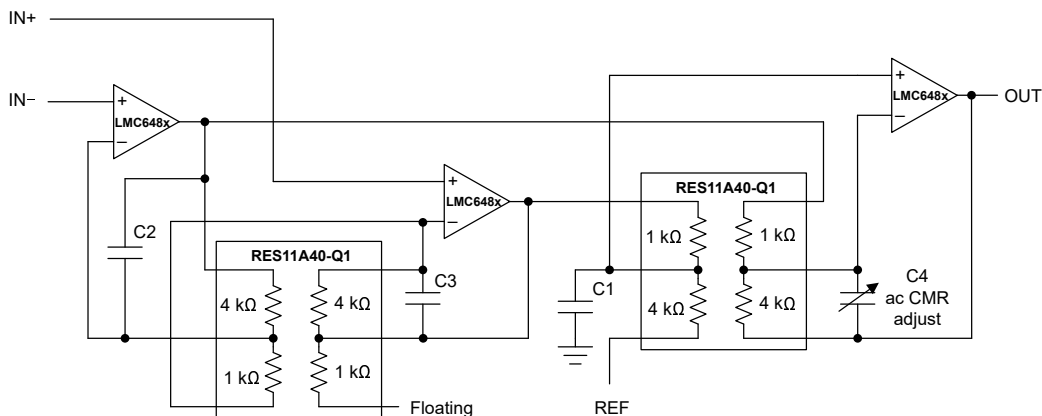 IN+
IN−
+
LMC648x
−
+
LMC648x
−
+
LMC648x
−
OUT
RES11A40-Q1
1 kΩ
1 kΩ
4 kΩ
4 kΩ
C1
C4
ac CMR
adjust
C2
RES11A40-Q1
C3
4 kΩ
4 kΩ
1 kΩ
1 kΩ
Floating
REF